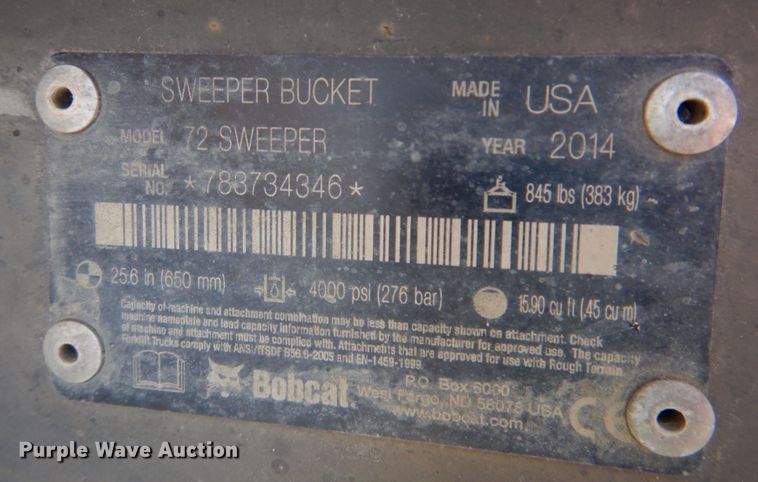 SWEEPER BUCKET
MADE IN USA
MODEL 72 SWEEPER
YEAR 2014
SERIAL NO. *783734346*
845 lbs (383 kg)
25.6 in (650 mm)
4000 psi (276 bar)
15.90 cu ft (.45 cu m)
Capacity of machine and attachment combination may be less than capacity shown on attachment. Check
machine nameplate and load capacity information furnished by the manufacturer for approved use. The capacity
of machine and attachment must be complied with. Attachments that are approved for use with Rough Terrain
Forklift Trucks comply with ANSI/ITSDF B56.6-2005 and EN-1459-1999.
Bobcat
P.O. Box 6000
West Fargo, ND 58078 USA
www.bobcat.com
CE
Purple Wave Auction